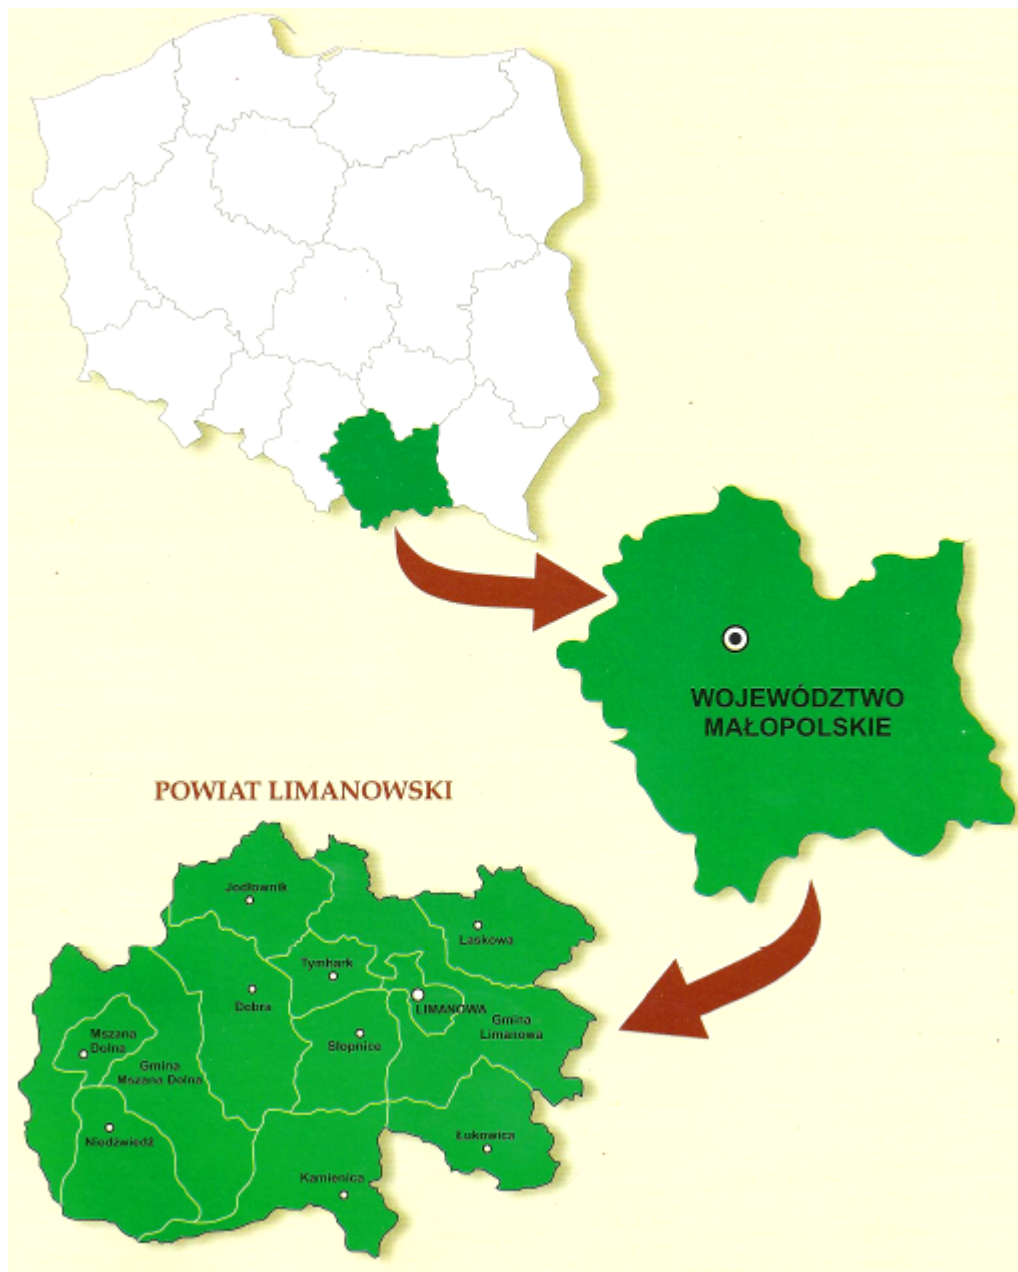 WOJEWÓDZTWO
MAŁOPOLSKIE
POWIAT LIMANOWSKI
Jodłownik
Laskowa
Tymbark
Dobra
LIMANOWA
Gmina
Limanowa
Słopnice
Mszana
Dolna
Gmina
Mszana Dolna
Niedźwiedź
Łukowica
Kamienica